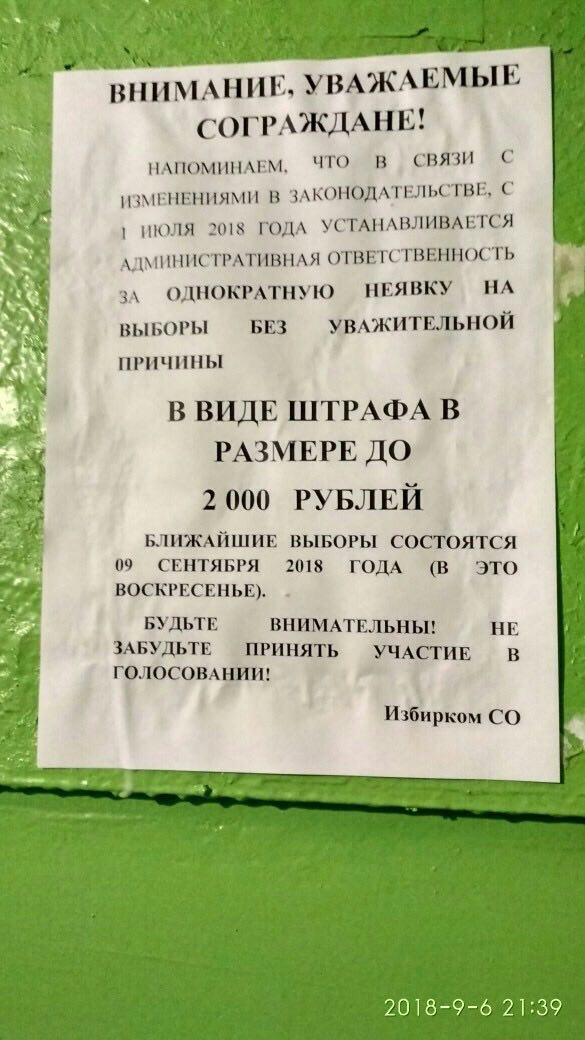 ВНИМАНИЕ, УВАЖАЕМЫЕ
СОГРАЖДАНЕ!
НАПОМИНАЕМ, ЧТО В СВЯЗИ С
ИЗМЕНЕНИЯМИ В ЗАКОНОДАТЕЛЬСТВЕ, С
1 ИЮЛЯ 2018 ГОДА УСТАНАВЛИВАЕТСЯ
АДМИНИСТРАТИВНАЯ ОТВЕТСТВЕННОСТЬ
ЗА ОДНОКРАТНУЮ НЕЯВКУ НА
ВЫБОРЫ БЕЗ УВАЖИТЕЛЬНОЙ
ПРИЧИНЫ
В ВИДЕ ШТРАФА В
РАЗМЕРЕ ДО
2 000 РУБЛЕЙ
БЛИЖАЙШИЕ ВЫБОРЫ СОСТОЯТСЯ
09 СЕНТЯБРЯ 2018 ГОДА (В ЭТО
ВОСКРЕСЕНЬЕ).
БУДЬТЕ ВНИМАТЕЛЬНЫ! НЕ
ЗАБУДЬТЕ ПРИНЯТЬ УЧАСТИЕ В
ГОЛОСОВАНИИ!
Избирком СО
2018-9-6 21:39